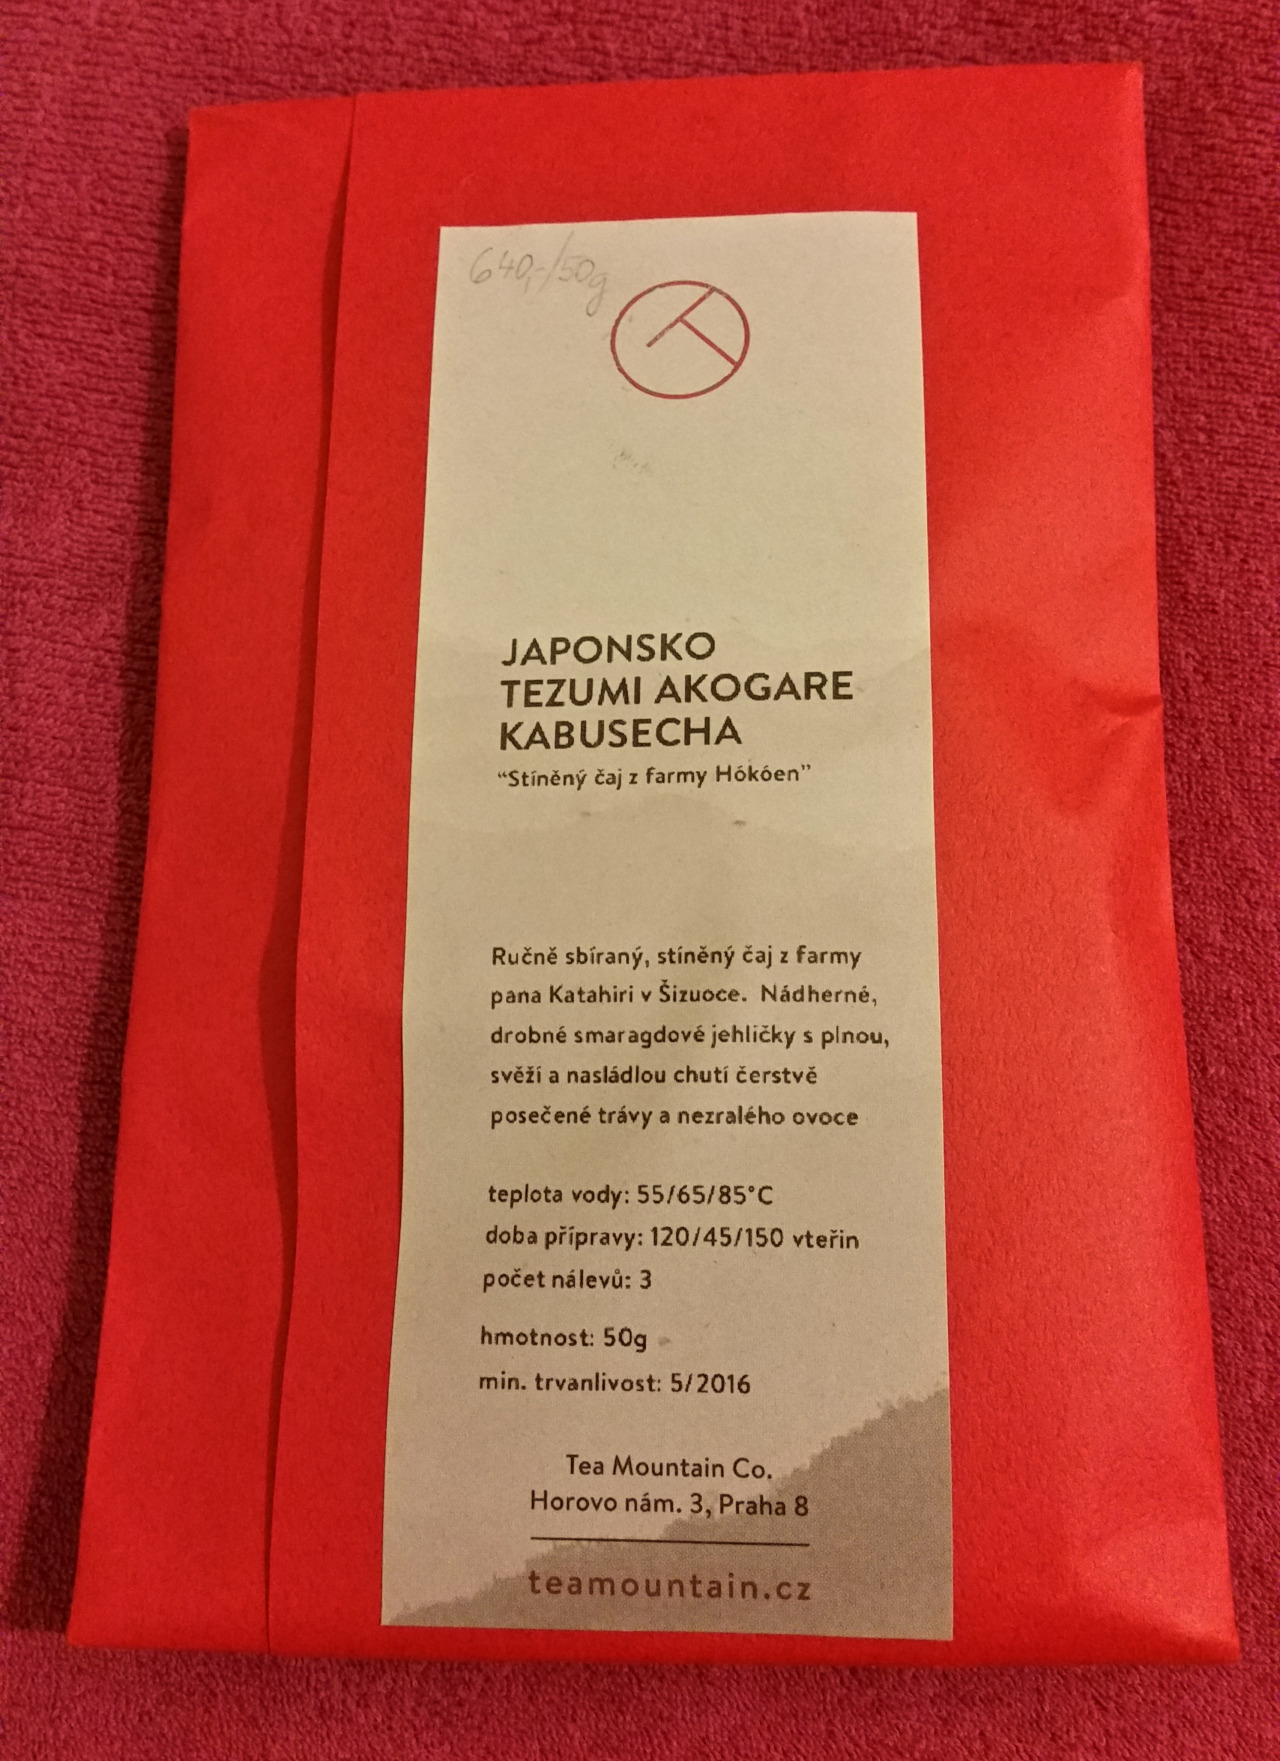 640,-/50g
JAPONSKO
TEZUMI AKOGARE
KABUSECHA
“Stíněný čaj z farmy Hókóen”
Ručně sbíraný, stíněný čaj z farmy
pana Katahiri v Šizuoce. Nádherné,
drobné smaragdové jehličky s plnou,
svěží a nasládlou chutí čerstvě
posečené trávy a nezralého ovoce
teplota vody: 55/65/85°C
doba přípravy: 120/45/150 vteřin
počet nálevů: 3
hmotnost: 50g
min. trvanlivost: 5/2016
Tea Mountain Co.
Horovo nám. 3, Praha 8
teamountain.cz